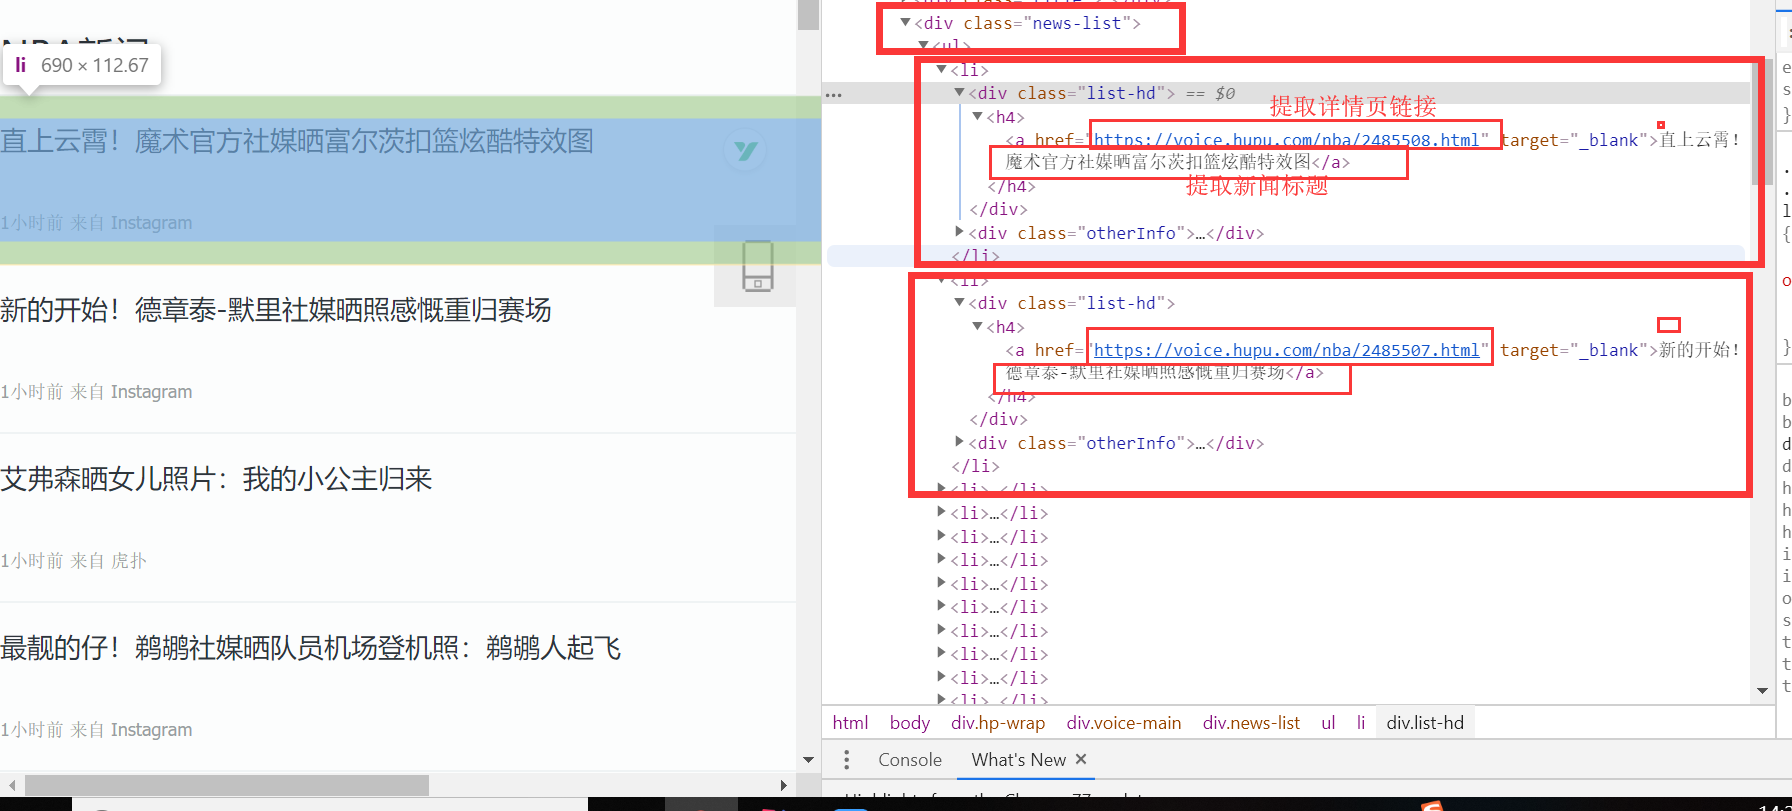 NBA新闻
li 690 × 112.67
直上云霄！魔术官方社媒晒富尔茨扣篮炫酷特效图
1小时前 来自 Instagram
新的开始！德章泰-默里社媒晒照感慨重归赛场
1小时前 来自 Instagram
艾弗森晒女儿照片：我的小公主归来
1小时前 来自 虎扑
最靓的仔！鹈鹕社媒晒队员机场登机照：鹈鹕人起飞
1小时前 来自 Instagram
<div class="news-list">
<ul>
<li>
... <div class="list-hd"> == $0
提取详情页链接
<h4>
<a href="https://voice.hupu.com/nba/2485508.html" target="_blank">直上云霄！
魔术官方社媒晒富尔茨扣篮炫酷特效图</a>
提取新闻标题
</h4>
</div>
<div class="otherInfo">…</div>
</li>
<li>
<div class="list-hd">
<h4>
<a href="https://voice.hupu.com/nba/2485507.html" target="_blank">新的开始！
德章泰-默里社媒晒照感慨重归赛场</a>
</h4>
</div>
<div class="otherInfo">…</div>
</li>
<li>…</li>
<li>…</li>
<li>…</li>
<li>…</li>
<li>…</li>
<li>…</li>
<li>…</li>
<li>…</li>
<li>…</li>
<li>…</li>
html body div.hp-wrap div.voice-main div.news-list ul li div.list-hd
Console What's New ×